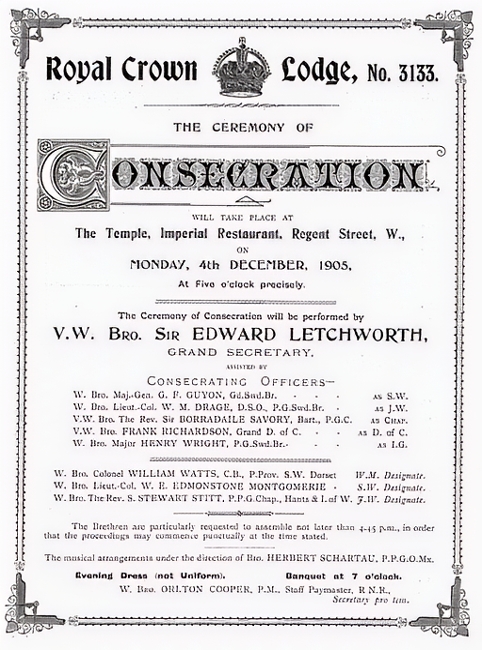 Royal Crown Lodge, No. 3133.
THE CEREMONY OF
CONSECRATION
WILL TAKE PLACE AT
The Temple, Imperial Restaurant, Regent Street, W.,
ON
MONDAY, 4th DECEMBER, 1905,
At Five o'clock precisely.
The Ceremony of Consecration will be performed by
V.W. BRO. SIR EDWARD LETCHWORTH,
GRAND SECRETARY.
ASSISTED BY
CONSECRATING OFFICERS—
W. Bro. Maj.-Gen. G. F. GUYON, Gd.Swd.Br. - - - AS S.W.
W. Bro. Lieut.-Col. W. M. DRAGE, D.S.O., P.G.Swd.Br. - - AS J.W.
V.W. Bro. The Rev. Sir BORRADAILE SAVORY, Bart., P.G.C. AS CHAP.
V.W. Bro. FRANK RICHARDSON, Grand D. of C. - - AS D. of C.
W. Bro. Major HENRY WRIGHT, P.G.Swd.Br. - - - AS I.G.
W. Bro. Colonel WILLIAM WATTS, C.B., P.Prov. S.W. Dorset W.M. Designate.
W. Bro. Lieut.-Col. W. E. EDMONSTONE MONTGOMERIE - S.W. Designate.
W. Bro. The Rev. S. STEWART STITT, P.P.G.Chap., Hants & I. of W. J.W. Designate.
The Brethren are particularly requested to assemble not later than 4-45 p.m., in order
that the proceedings may commence punctually at the time stated.
The musical arrangements under the direction of Bro. HERBERT SCHARTAU, P.P.G.O.Mx.
Evening Dress (not Uniform). Banquet at 7 o'clock.
W. BRO. ORLTON COOPER, P.M., Staff Paymaster, R N.R.,
Secretary pro tem.